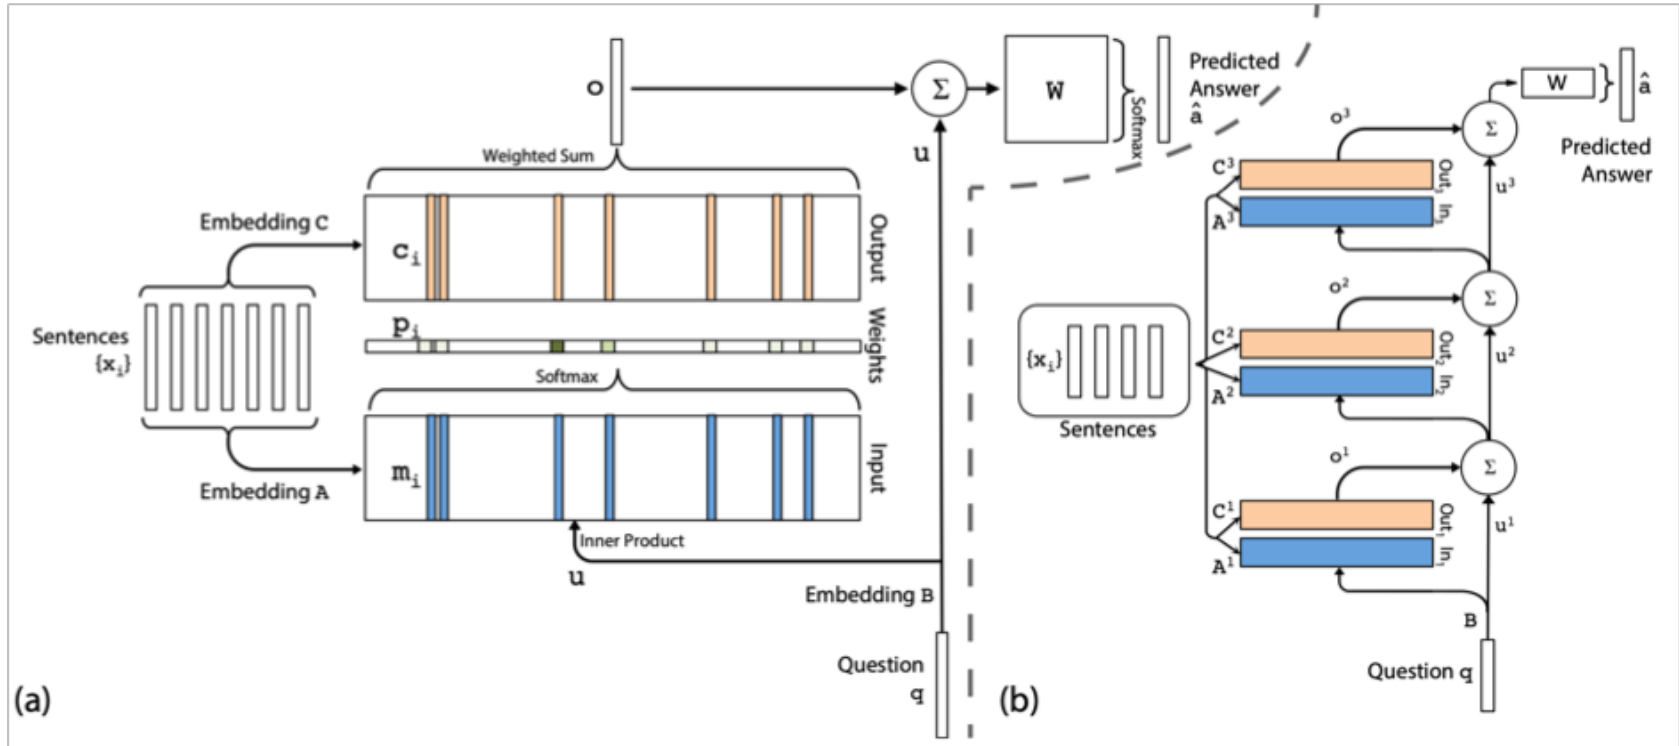 o
Weighted Sum
Σ
W
Softmax
Predicted
Answer
â
u
Embedding C
c_i
Output
Sentences
{x_i}
p_i
Weights
Softmax
m_i
Input
Embedding A
Inner Product
u
Embedding B
Question
q
(a)
W
â
Predicted
Answer
Σ
o³
C³
Out₃
A³
In₃
u³
Σ
o²
C²
Out₂
A²
In₂
u²
{x_i}
Sentences
Σ
o¹
C¹
Out₁
A¹
In₁
u¹
B
Question q
(b)